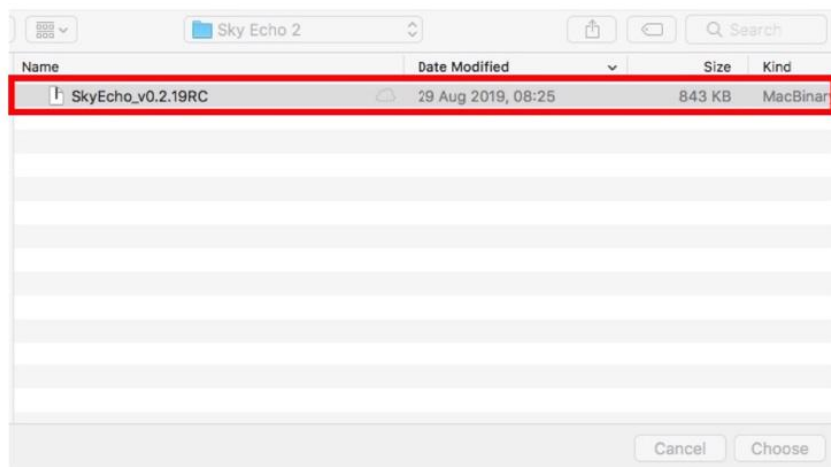 Sky Echo 2 Search
Name Date Modified Size Kind
SkyEcho_v0.2.19RC 29 Aug 2019, 08:25 843 KB MacBinar
Cancel Choose